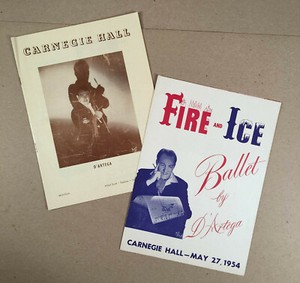 CARNEGIE HALL
D'ARTEGA
FIRE AND ICE
Ballet
by
D'Artega
CARNEGIE HALL—MAY 27, 1954